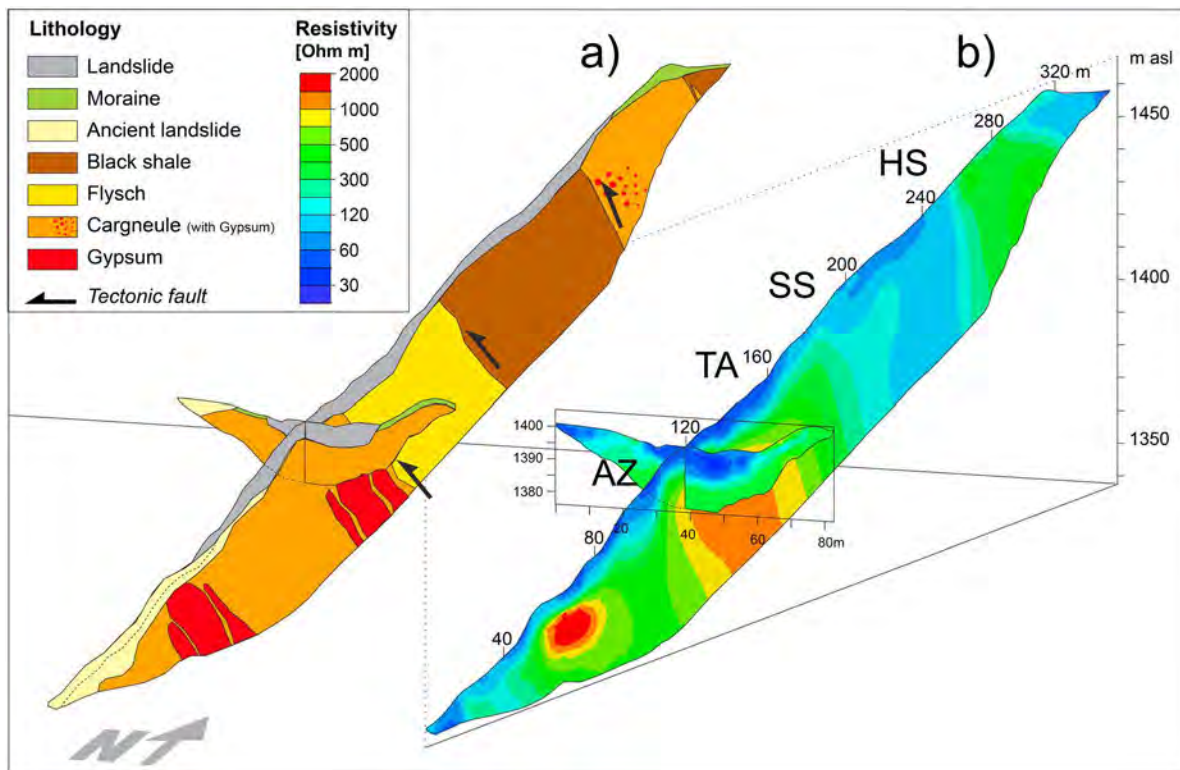 Lithology
Landslide
Moraine
Ancient landslide
Black shale
Flysch
Cargneule (with Gypsum)
Gypsum
Tectonic fault
Resistivity
[Ohm m]
2000
1000
500
300
120
60
30
a)
b)
m asl
320 m
1450
280
HS
240
1400
SS
200
TA
160
1350
120
1400
1390
1380
AZ
20
40
60
80m
80
40
N